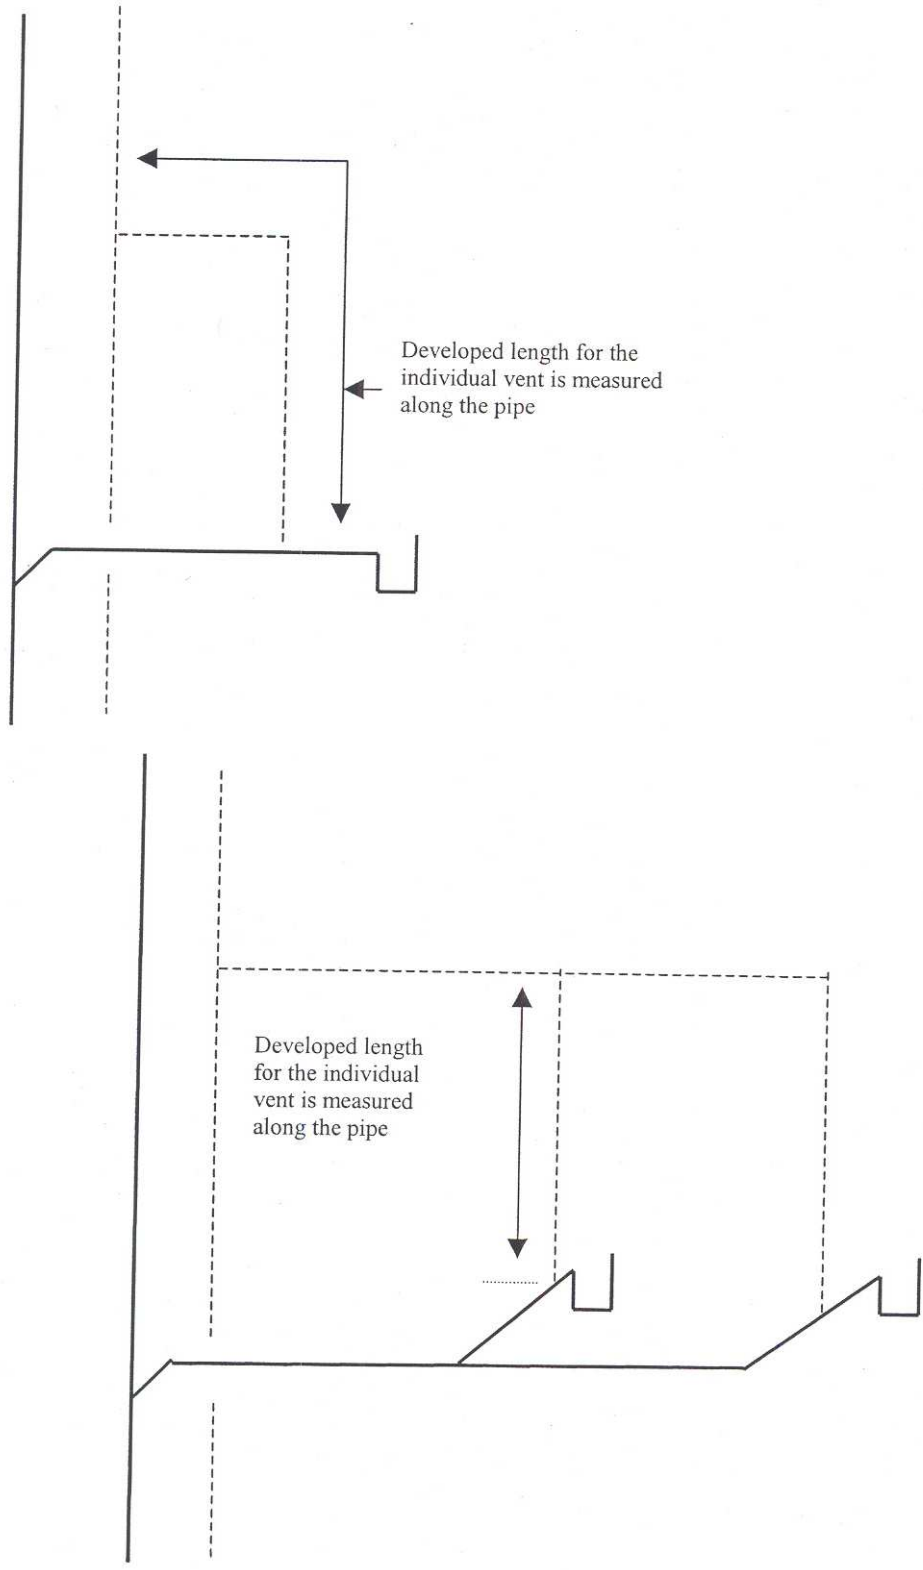 Developed length for the
individual vent is measured
along the pipe
Developed length
for the individual
vent is measured
along the pipe